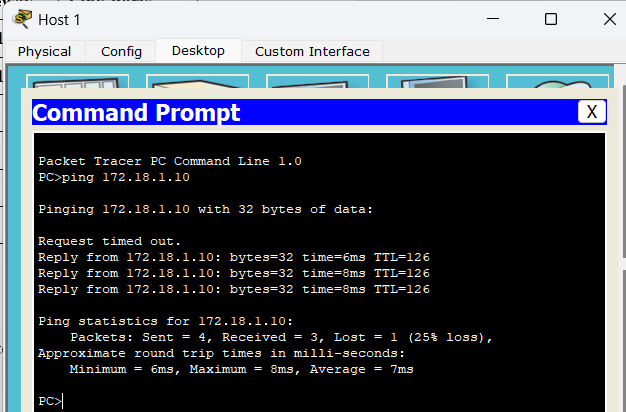 Host 1
Physical Config Desktop Custom Interface
Command Prompt X
Packet Tracer PC Command Line 1.0
PC>ping 172.18.1.10
Pinging 172.18.1.10 with 32 bytes of data:
Request timed out.
Reply from 172.18.1.10: bytes=32 time=6ms TTL=126
Reply from 172.18.1.10: bytes=32 time=8ms TTL=126
Reply from 172.18.1.10: bytes=32 time=8ms TTL=126
Ping statistics for 172.18.1.10:
Packets: Sent = 4, Received = 3, Lost = 1 (25% loss),
Approximate round trip times in milli-seconds:
Minimum = 6ms, Maximum = 8ms, Average = 7ms
PC>